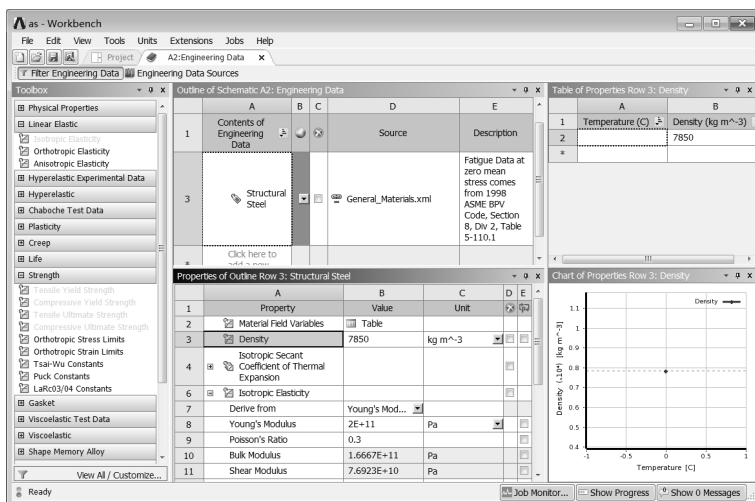 as - Workbench
File Edit View Tools Units Extensions Jobs Help
Project A2:Engineering Data x
Filter Engineering Data Engineering Data Sources
Toolbox
Physical Properties
Linear Elastic
Isotropic Elasticity
Orthotropic Elasticity
Anisotropic Elasticity
Hyperelastic Experimental Data
Hyperelastic
Chaboche Test Data
Plasticity
Creep
Life
Strength
Tensile Yield Strength
Compressive Yield Strength
Tensile Ultimate Strength
Compressive Ultimate Strength
Orthotropic Stress Limits
Orthotropic Strain Limits
Tsai-Wu Constants
Puck Constants
LaRc03/04 Constants
Gasket
Viscoelastic Test Data
Viscoelastic
Shape Memory Alloy
View All / Customize...
Outline of Schematic A2: Engineering Data
A B C D E
1 Contents of Engineering Data Source Description
3 Structural Steel General_Materials.xml Fatigue Data at zero mean stress comes from 1998 ASME BPV Code, Section 8, Div 2, Table 5-110.1
* Click here to add a new
Properties of Outline Row 3: Structural Steel
A B C D E
1 Property Value Unit
2 Material Field Variables Table
3 Density 7850 kg m^-3
4 Isotropic Secant Coefficient of Thermal Expansion
6 Isotropic Elasticity
7 Derive from Young's Mod...
8 Young's Modulus 2E+11 Pa
9 Poisson's Ratio 0.3
10 Bulk Modulus 1.6667E+11 Pa
11 Shear Modulus 7.6923E+10 Pa
Table of Properties Row 3: Density
A B
1 Temperature (C) Density (kg m^-3)
2 7850
*
Chart of Properties Row 3: Density
Density
1.1
1
0.9
0.8
0.7
0.6
0.5
0.4
Density (.10⁴) [kg m^-3]
-1 -0.5 0 0.5 1
Temperature [C]
Ready
Job Monitor... Show Progress Show 0 Messages